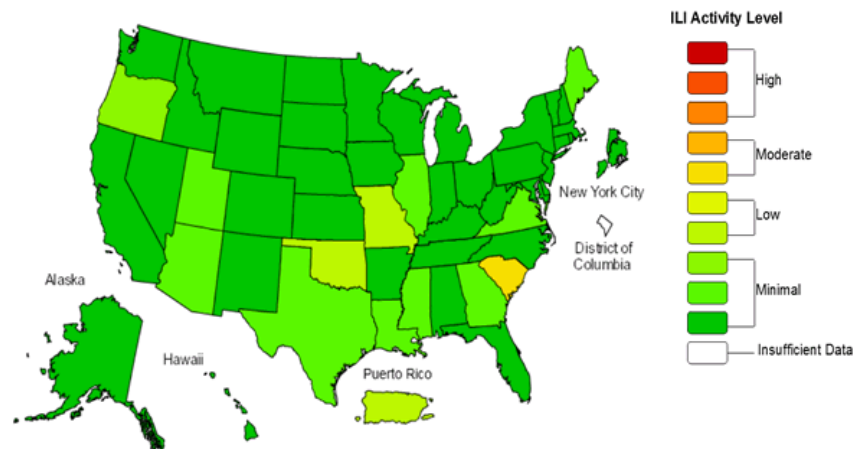 ILI Activity Level
High
Moderate
Low
Minimal
Insufficient Data
New York City
District of
Columbia
Alaska
Hawaii
Puerto Rico